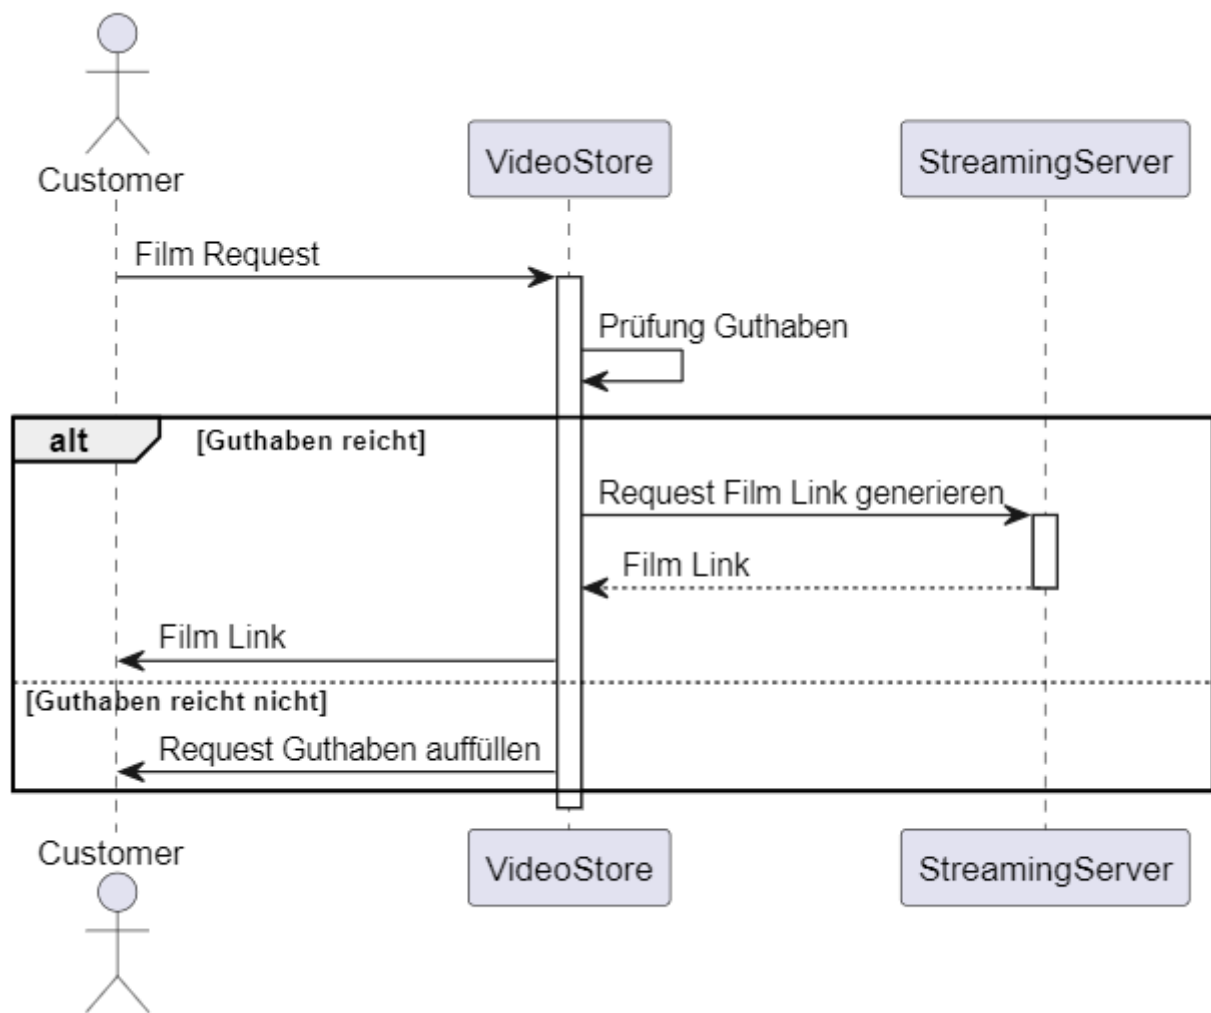 Customer
VideoStore
StreamingServer
Film Request
Prüfung Guthaben
alt
[Guthaben reicht]
Request Film Link generieren
Film Link
Film Link
[Guthaben reicht nicht]
Request Guthaben auffüllen
Customer
VideoStore
StreamingServer